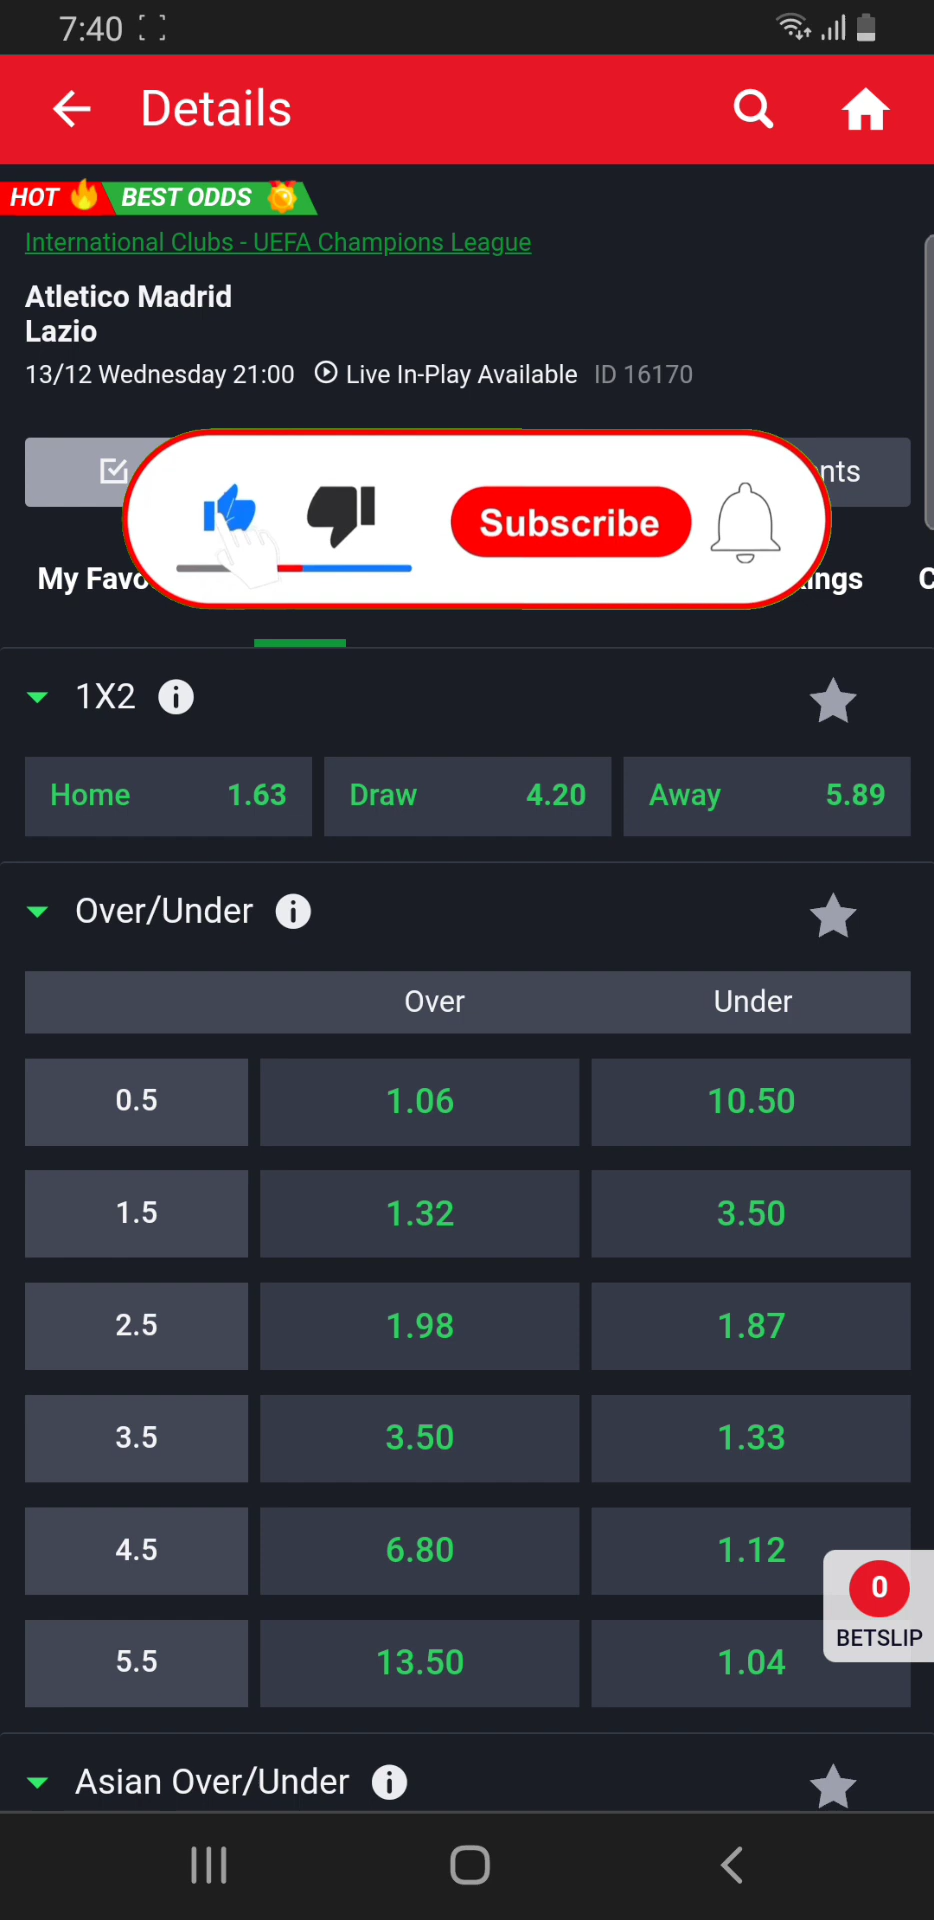 7:40
Details
HOT BEST ODDS
International Clubs - UEFA Champions League
Atletico Madrid
Lazio
13/12 Wednesday 21:00 Live In-Play Available ID 16170
Subscribe
My
1X2
Home 1.63 Draw 4.20 Away 5.89
Over/Under
Over Under
0.5 1.06 10.50
1.5 1.32 3.50
2.5 1.98 1.87
3.5 3.50 1.33
4.5 6.80 1.12
0
BETSLIP
5.5 13.50 1.04
Asian Over/Under